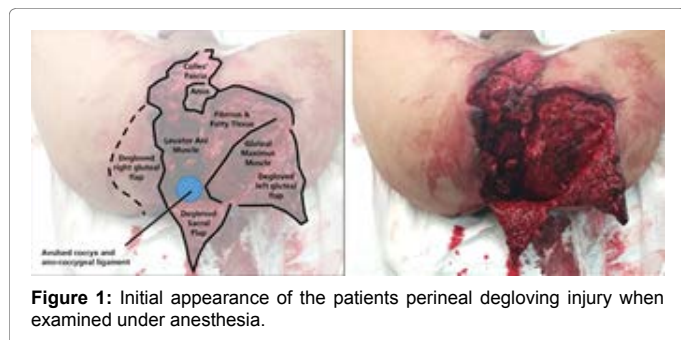 Colles'
Fascia
Anus
Fibrous &
Fatty Tissue
Levator Ani
Muscle
Gluteal
Maximus
Muscle
Degloved
right gluteal
flap
Degloved
left gluteal
flap
Degloved
Sacral
Flap
Avulsed coccyx and
ano-coccygeal ligament
Figure 1: Initial appearance of the patients perineal degloving injury when
examined under anesthesia.